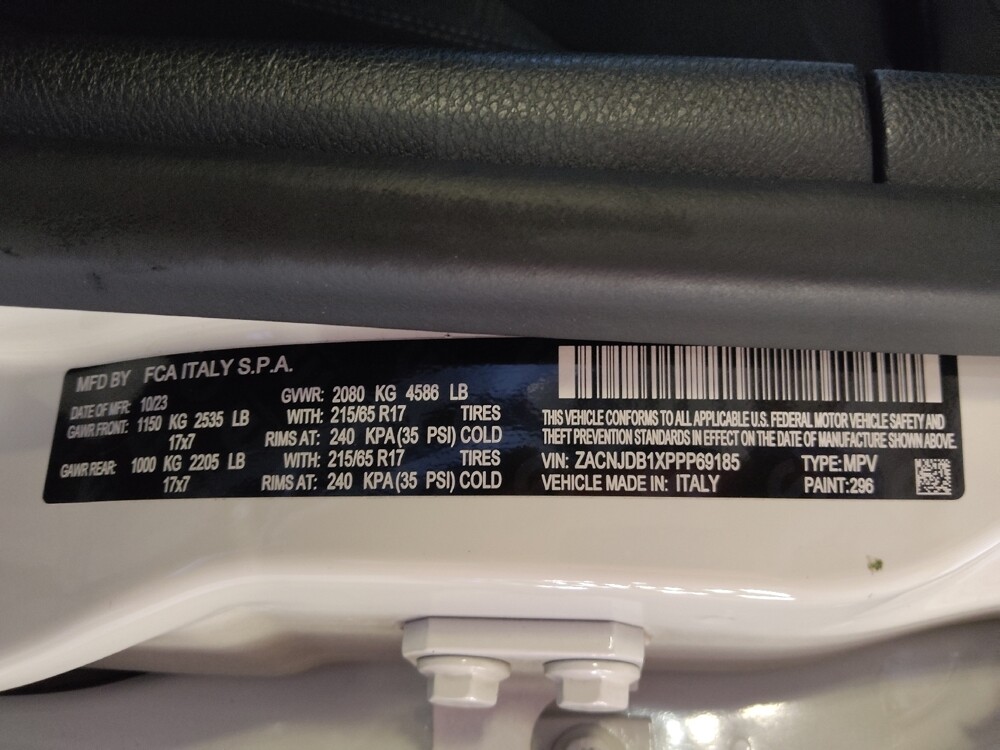 MFD BY FCA ITALY S.P.A.
DATE OF MFR: 10/23 GVWR: 2080 KG 4586 LB
GAWR FRONT: 1150 KG 2535 LB WITH: 215/65 R17 TIRES
17x7 RIMS AT: 240 KPA (35 PSI) COLD
GAWR REAR: 1000 KG 2205 LB WITH: 215/65 R17 TIRES
17x7 RIMS AT: 240 KPA (35 PSI) COLD
THIS VEHICLE CONFORMS TO ALL APPLICABLE U.S. FEDERAL MOTOR VEHICLE SAFETY AND
THEFT PREVENTION STANDARDS IN EFFECT ON THE DATE OF MANUFACTURE SHOWN ABOVE.
VIN: ZACNJDB1XPPP69185 TYPE: MPV
VEHICLE MADE IN: ITALY PAINT: 296